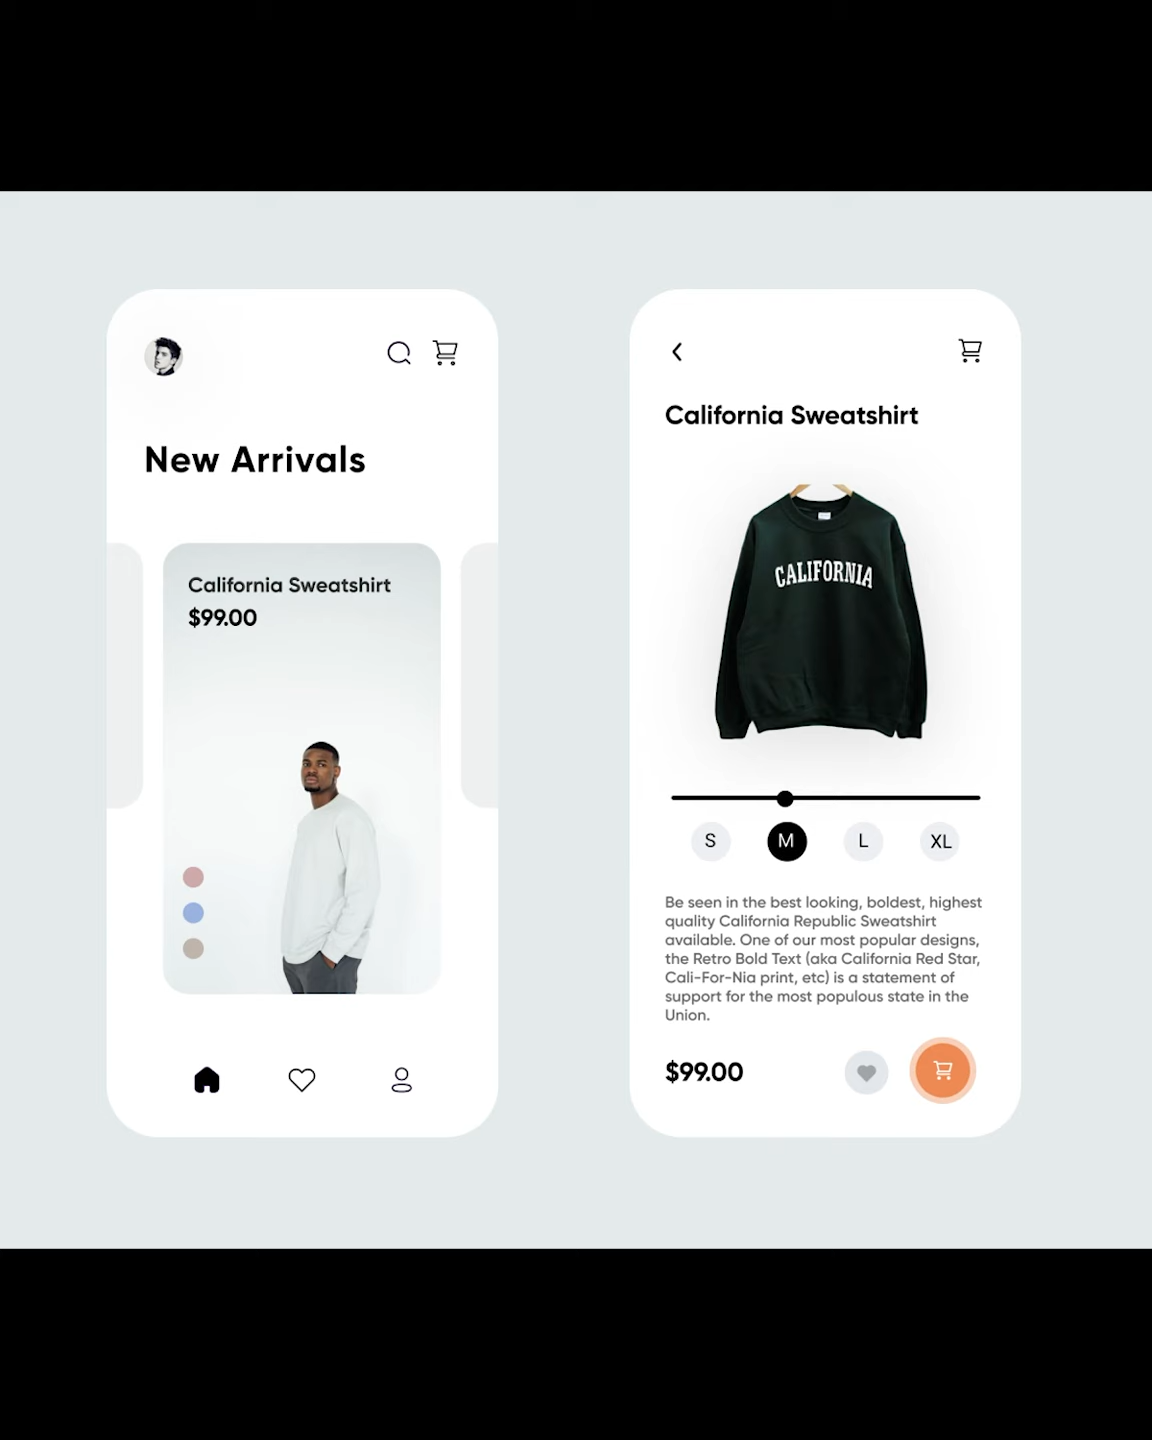 New Arrivals
California Sweatshirt
$99.00
California Sweatshirt
CALIFORNIA
S
M
L
XL
Be seen in the best looking, boldest, highest
quality California Republic Sweatshirt
available. One of our most popular designs,
the Retro Bold Text (aka California Red Star,
Cali-For-Nia print, etc) is a statement of
support for the most populous state in the
Union.
$99.00